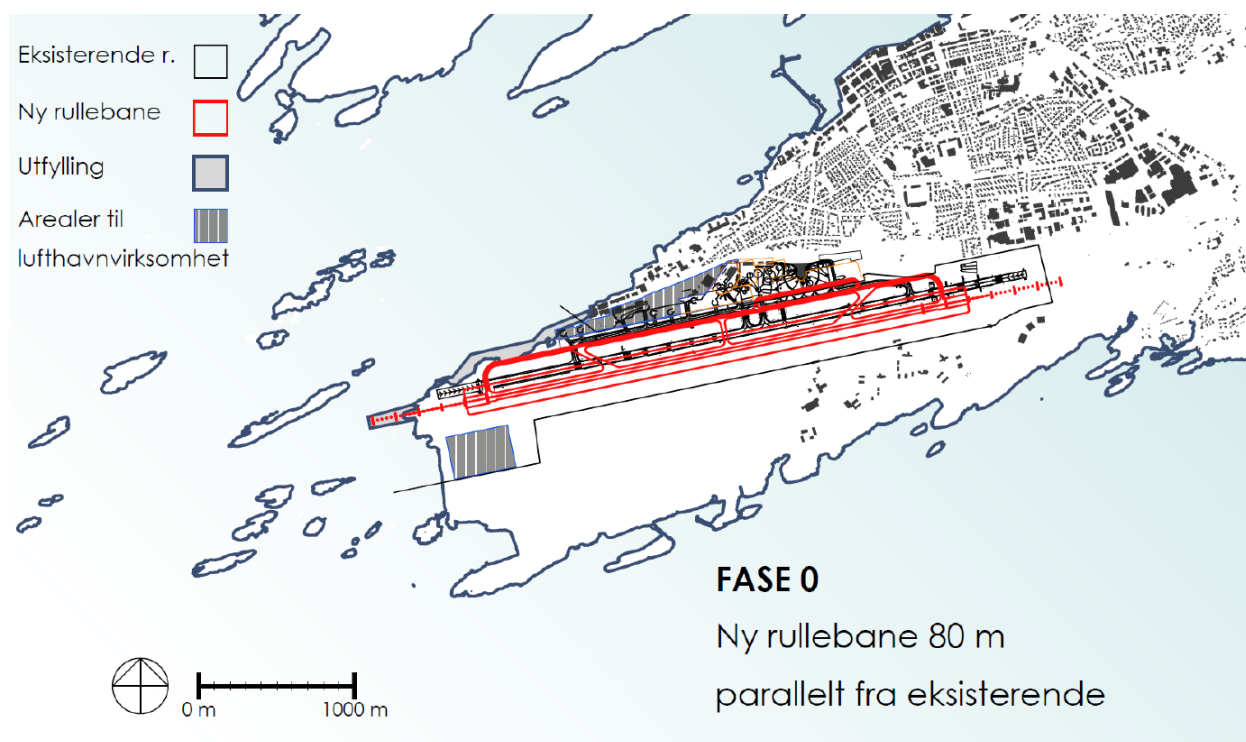 Eksisterende r.
Ny rullebane
Utfylling
Arealer til
lufthavnvirksomhet
FASE 0
Ny rullebane 80 m
parallelt fra eksisterende
0 m
1000 m